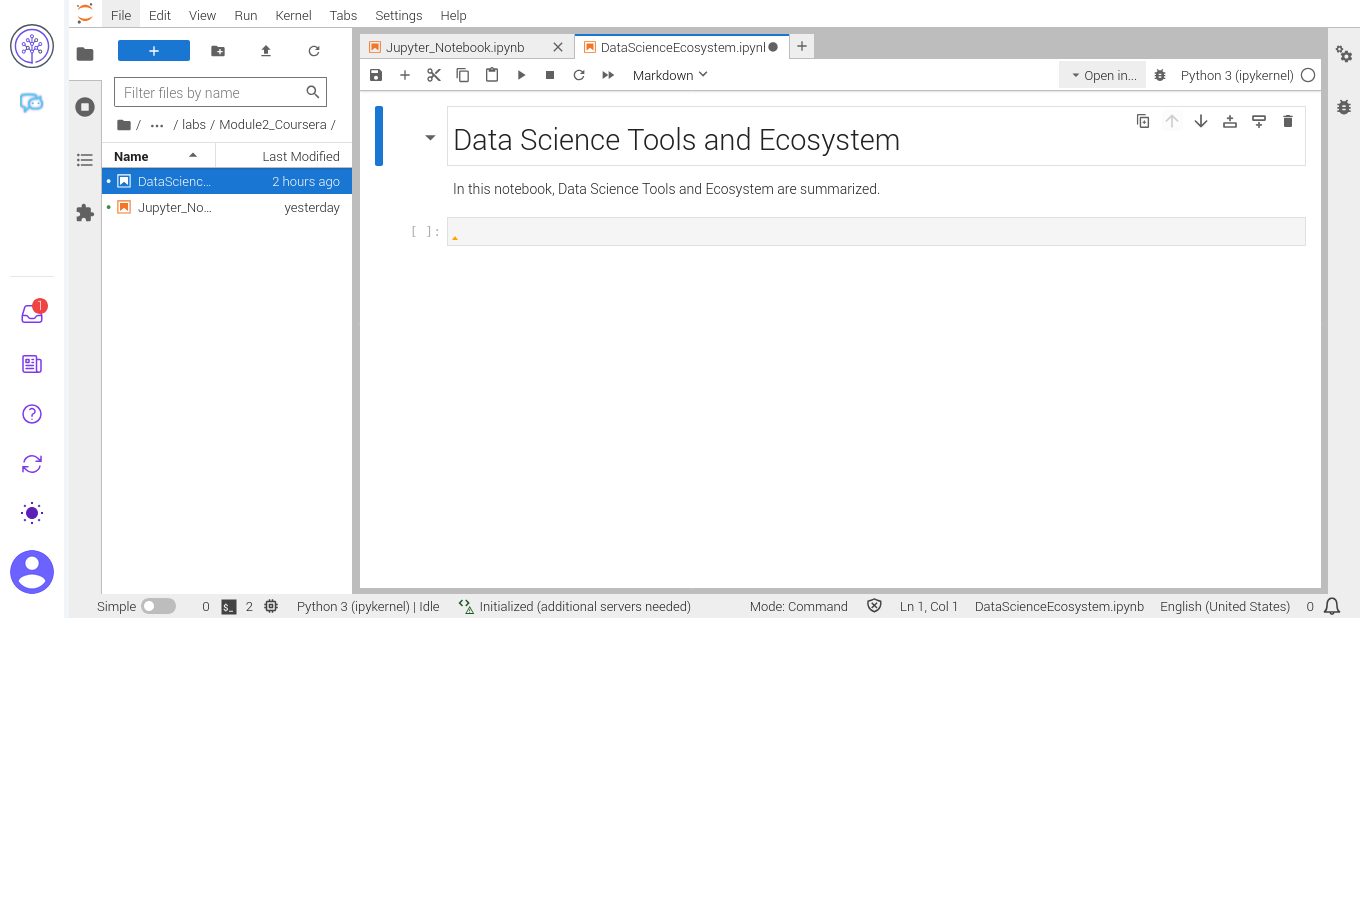 File Edit View Run Kernel Tabs Settings Help
Jupyter_Notebook.ipynb
DataScienceEcosystem.ipynl
Markdown
Open in...
Python 3 (ipykernel)
Filter files by name
/ ... / labs / Module2_Coursera /
Name Last Modified
DataScienc... 2 hours ago
Jupyter_No... yesterday
Data Science Tools and Ecosystem
In this notebook, Data Science Tools and Ecosystem are summarized.
[ ]:
1
Simple 0 $_ 2 Python 3 (ipykernel) | Idle Initialized (additional servers needed) Mode: Command Ln 1, Col 1 DataScienceEcosystem.ipynb English (United States) 0